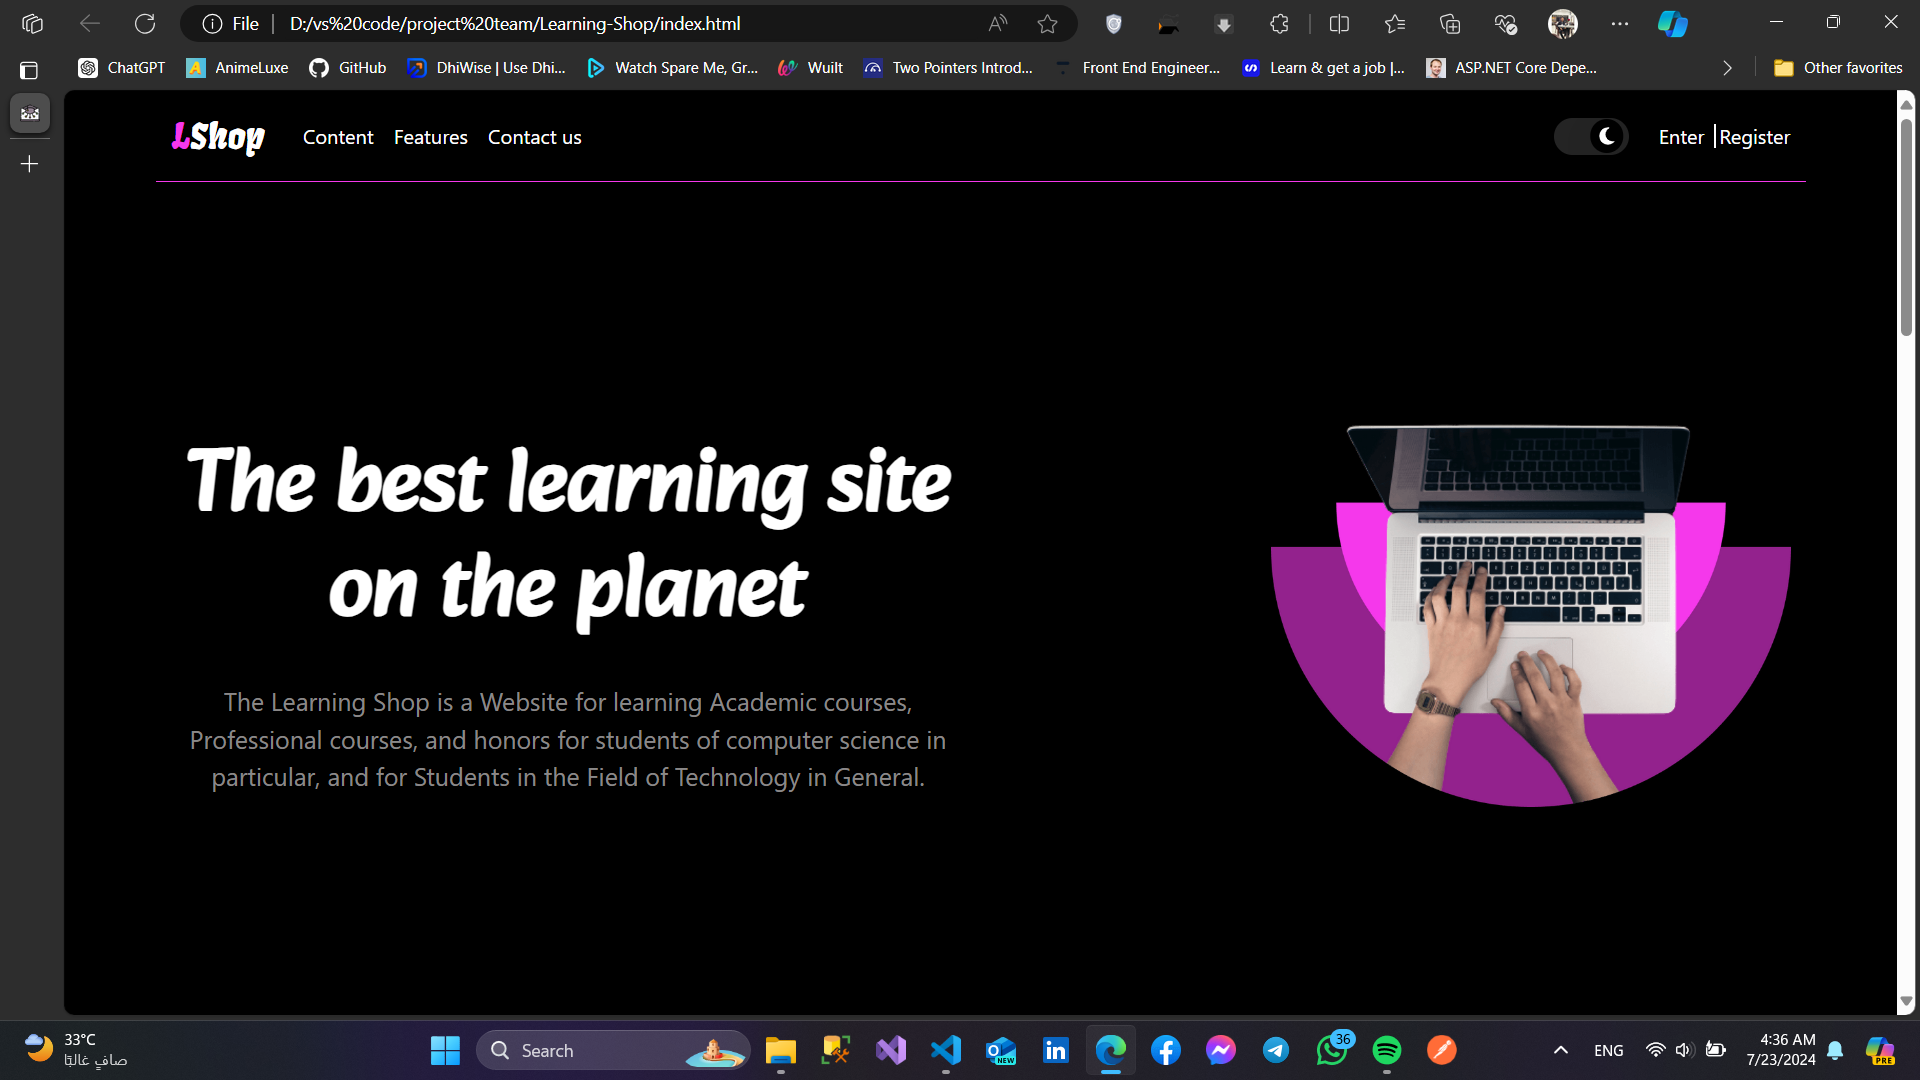 File
D:/vs%20code/project%20team/Learning-Shop/index.html
ChatGPT
AnimeLuxe
GitHub
DhiWise | Use Dhi...
Watch Spare Me, Gr...
Wuilt
Two Pointers Introd...
Front End Engineer...
Learn & get a job |...
ASP.NET Core Depe...
Other favorites
LShop
Content
Features
Contact us
Enter
Register
The best learning site
on the planet
The Learning Shop is a Website for learning Academic courses,
Professional courses, and honors for students of computer science in
particular, and for Students in the Field of Technology in General.
33°C
صافٍ غالبًا
Search
NEW
36
ENG
4:36 AM
7/23/2024
PRE